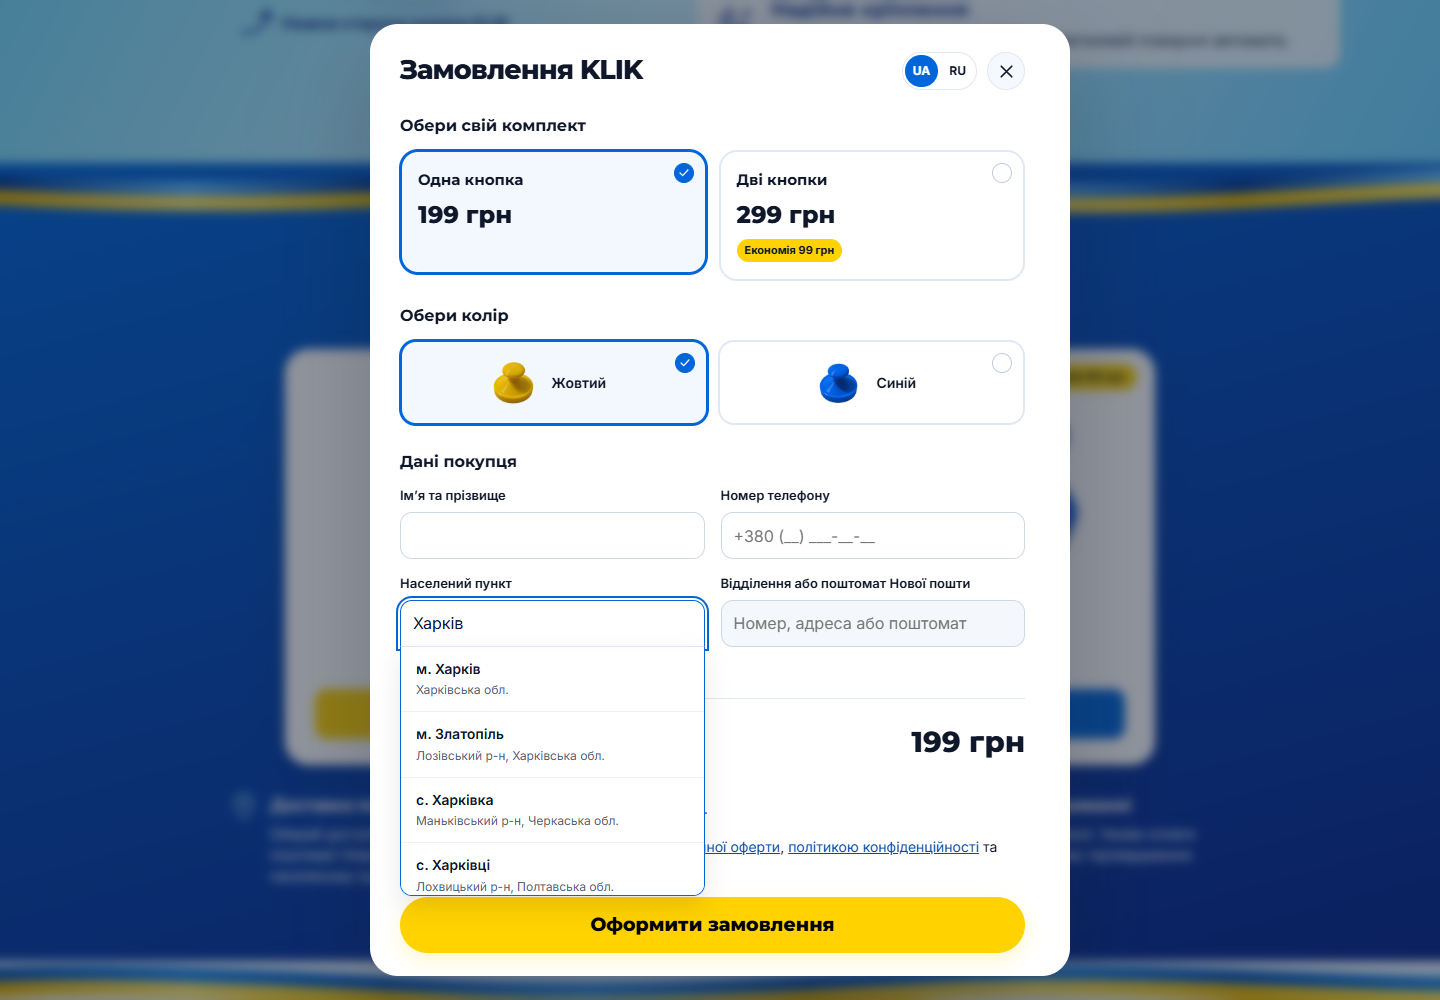 Надійне кріплення
Замовлення KLIK
UA
RU
Обери свій комплект
Одна кнопка
199 грн
Дві кнопки
299 грн
Економія 99 грн
Обери колір
Жовтий
Синій
Дані покупця
Ім’я та прізвище
Номер телефону
+380 (__) ___-__-__
Населений пункт
Відділення або поштомат Нової пошти
Харків
Номер, адреса або поштомат
м. Харків
Харківська обл.
м. Златопіль
Лозівський р-н, Харківська обл.
с. Харківка
Маньківський р-н, Черкаська обл.
с. Харківці
Лохвицький р-н, Полтавська обл.
199 грн
ної оферти, політикою конфіденційності та
Оформити замовлення